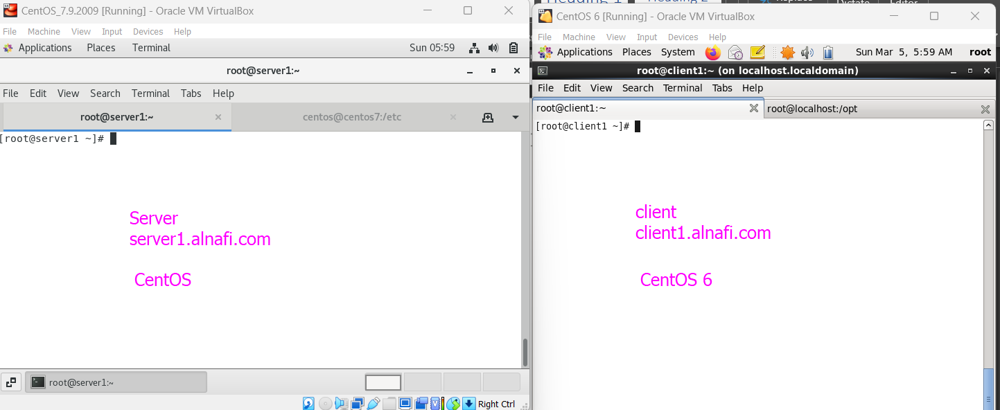 CentOS_7.9.2009 [Running] - Oracle VM VirtualBox
File Machine View Input Devices Help
Applications Places Terminal Sun 05:59
root@server1:~
File Edit View Search Terminal Tabs Help
root@server1:~ centos@centos7:/etc
[root@server1 ~]#
Server
server1.alnafi.com
CentOS
root@server1:~
Right Ctrl
CentOS 6 [Running] - Oracle VM VirtualBox
File Machine View Input Devices Help
Applications Places System Sun Mar 5, 5:59 AM root
root@client1:~ (on localhost.localdomain)
File Edit View Search Terminal Tabs Help
root@client1:~ root@localhost:/opt
[root@client1 ~]#
client
client1.alnafi.com
CentOS 6